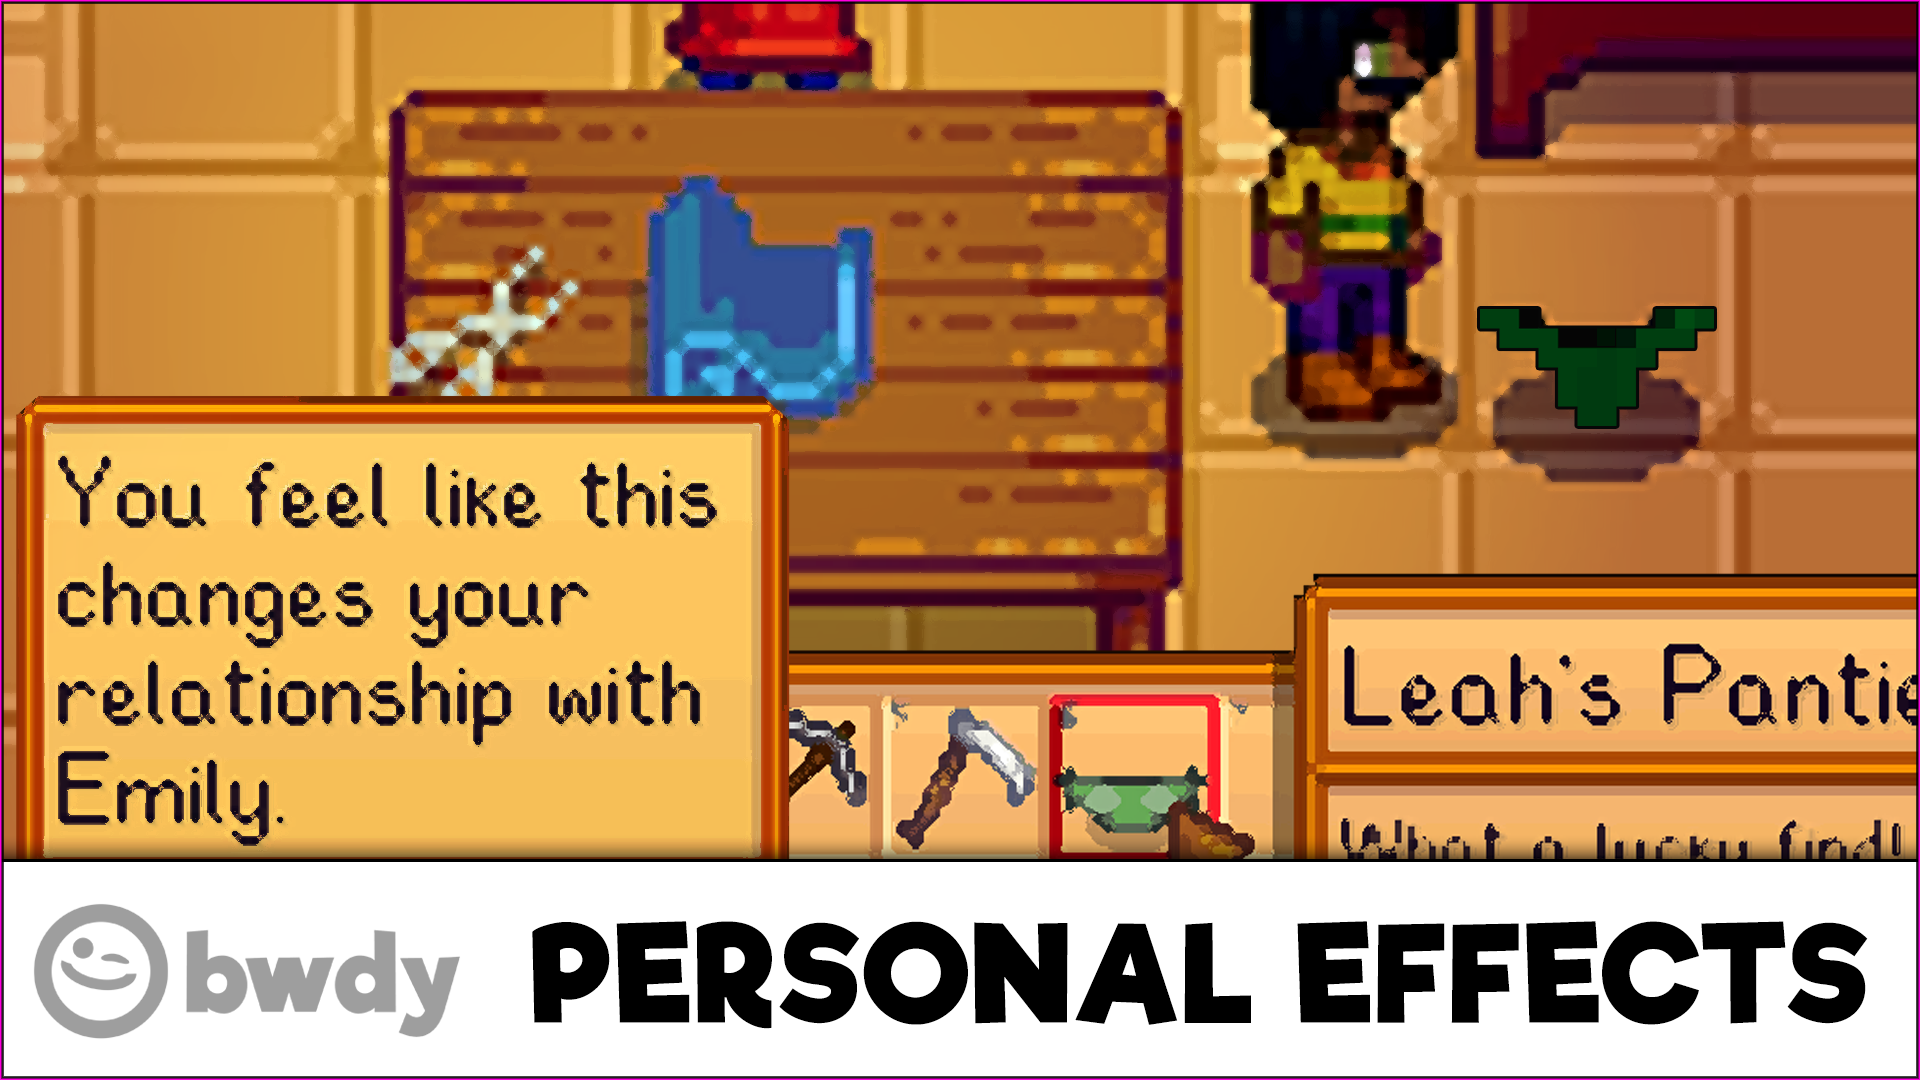 You feel like this
changes your
relationship with
Emily.
Leah's Pantie
What a lucky find!
bwdy
PERSONAL EFFECTS